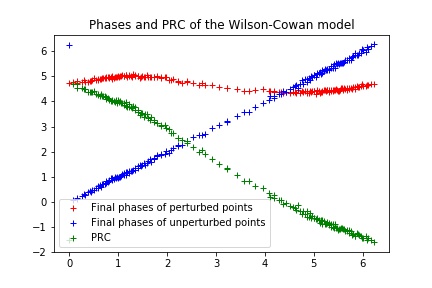 Phases and PRC of the Wilson-Cowan model
6
5
4
3
2
1
0
−1
−2
Final phases of perturbed points
Final phases of unperturbed points
PRC
0 1 2 3 4 5 6